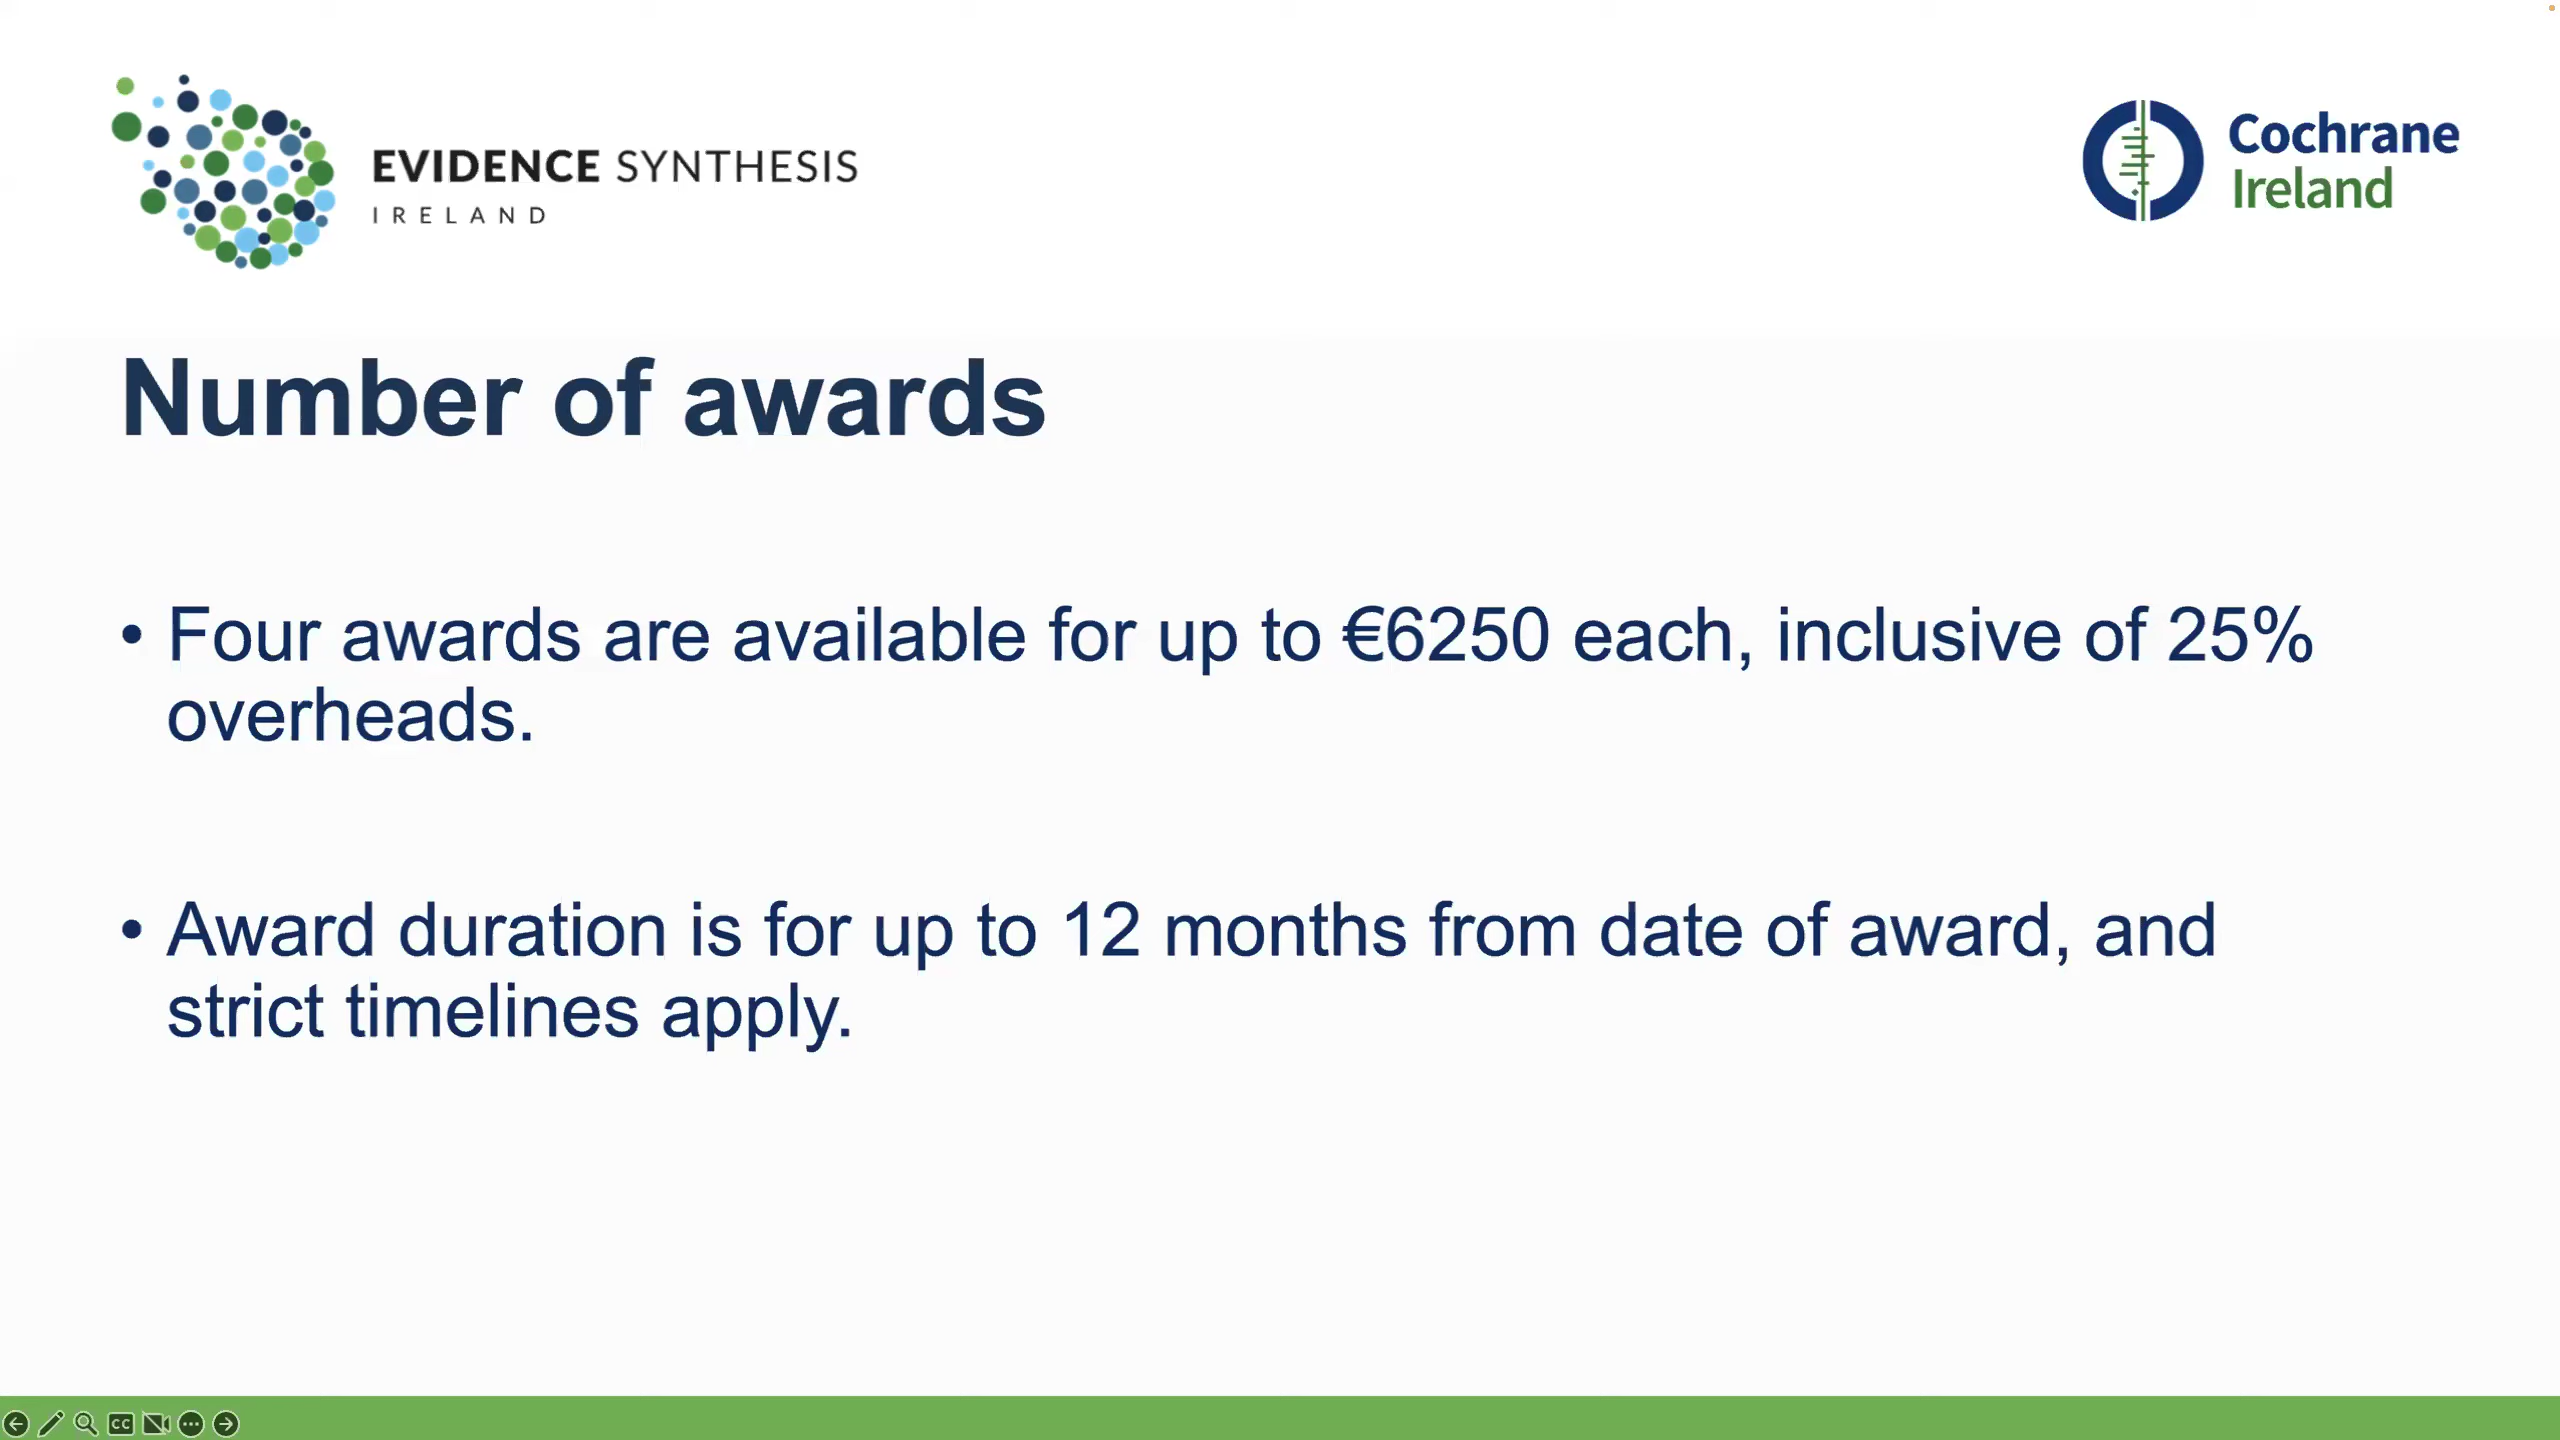 EVIDENCE SYNTHESIS
IRELAND
Cochrane
Ireland
Number of awards
• Four awards are available for up to €6250 each, inclusive of 25%
overheads.
• Award duration is for up to 12 months from date of award, and
strict timelines apply.
CC